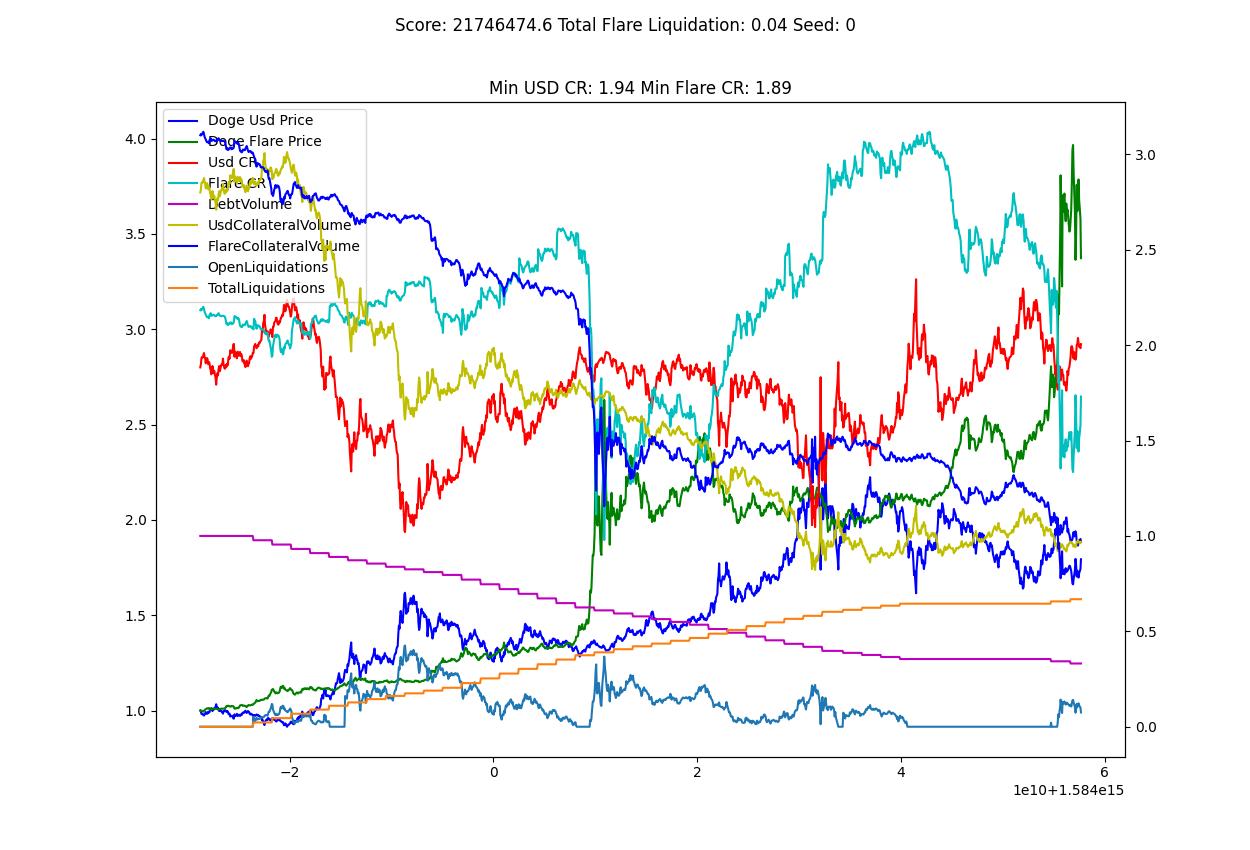 Score: 21746474.6 Total Flare Liquidation: 0.04 Seed: 0
Min USD CR: 1.94 Min Flare CR: 1.89
Doge Usd Price
Doge Flare Price
Usd CR
Flare CR
DebtVolume
UsdCollateralVolume
FlareCollateralVolume
OpenLiquidations
TotalLiquidations
4.0
3.5
3.0
2.5
2.0
1.5
1.0
3.0
2.5
2.0
1.5
1.0
0.5
0.0
−2
0
2
4
6
1e10+1.584e15